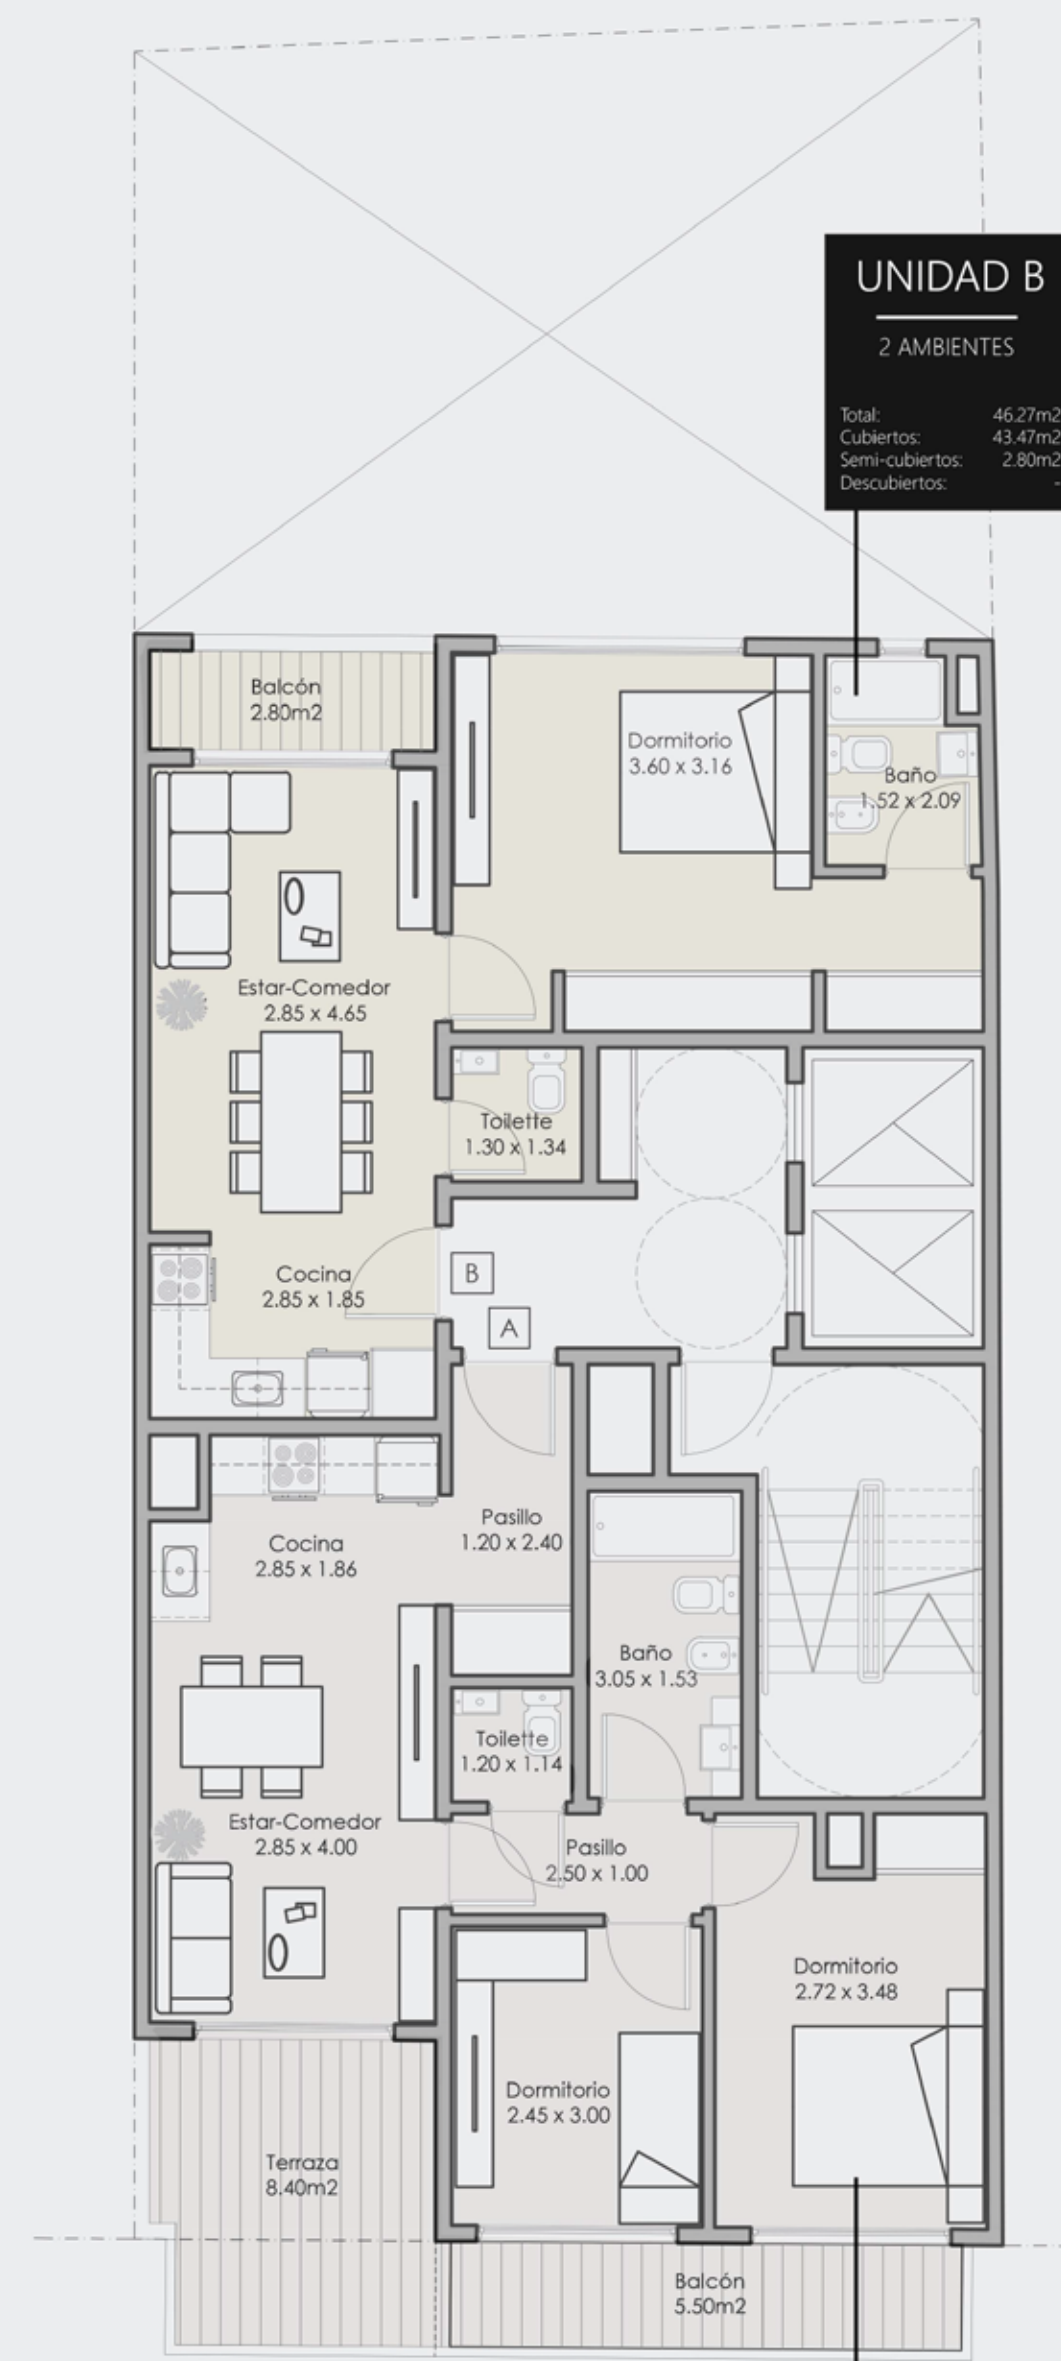 UNIDAD B
2 AMBIENTES
Total: 46.27m2
Cubiertos: 43.47m2
Semi-cubiertos: 2.80m2
Descubiertos: -
Balcón
2.80m2
Dormitorio
3.60 x 3.16
Baño
1.52 x 2.09
Estar-Comedor
2.85 x 4.65
Toilette
1.30 x 1.34
Cocina
2.85 x 1.85
B
A
Pasillo
1.20 x 2.40
Cocina
2.85 x 1.86
Baño
3.05 x 1.53
Toilette
1.20 x 1.14
Estar-Comedor
2.85 x 4.00
Pasillo
2.50 x 1.00
Dormitorio
2.72 x 3.48
Dormitorio
2.45 x 3.00
Terraza
8.40m2
Balcón
5.50m2